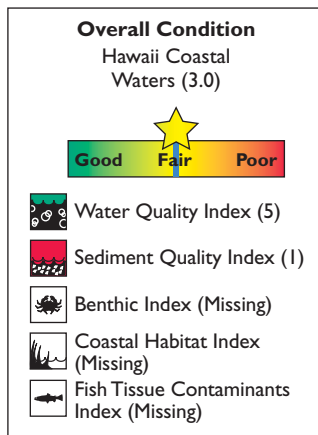 Overall Condition
Hawaii Coastal
Waters (3.0)
Good Fair Poor
Water Quality Index (5)
Sediment Quality Index (1)
Benthic Index (Missing)
Coastal Habitat Index
(Missing)
Fish Tissue Contaminants
Index (Missing)